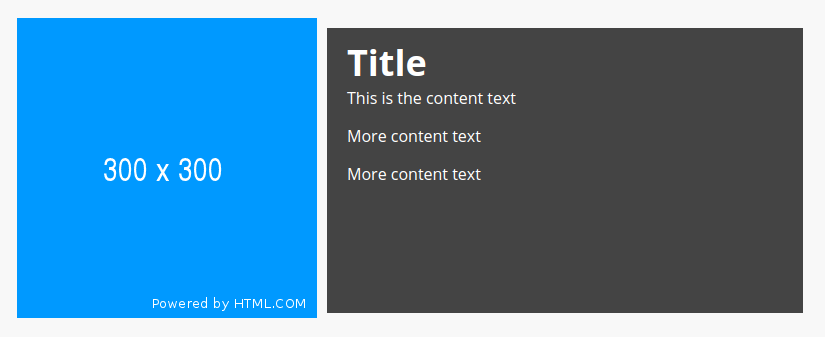 300 x 300
Powered by HTML.COM
Title
This is the content text
More content text
More content text